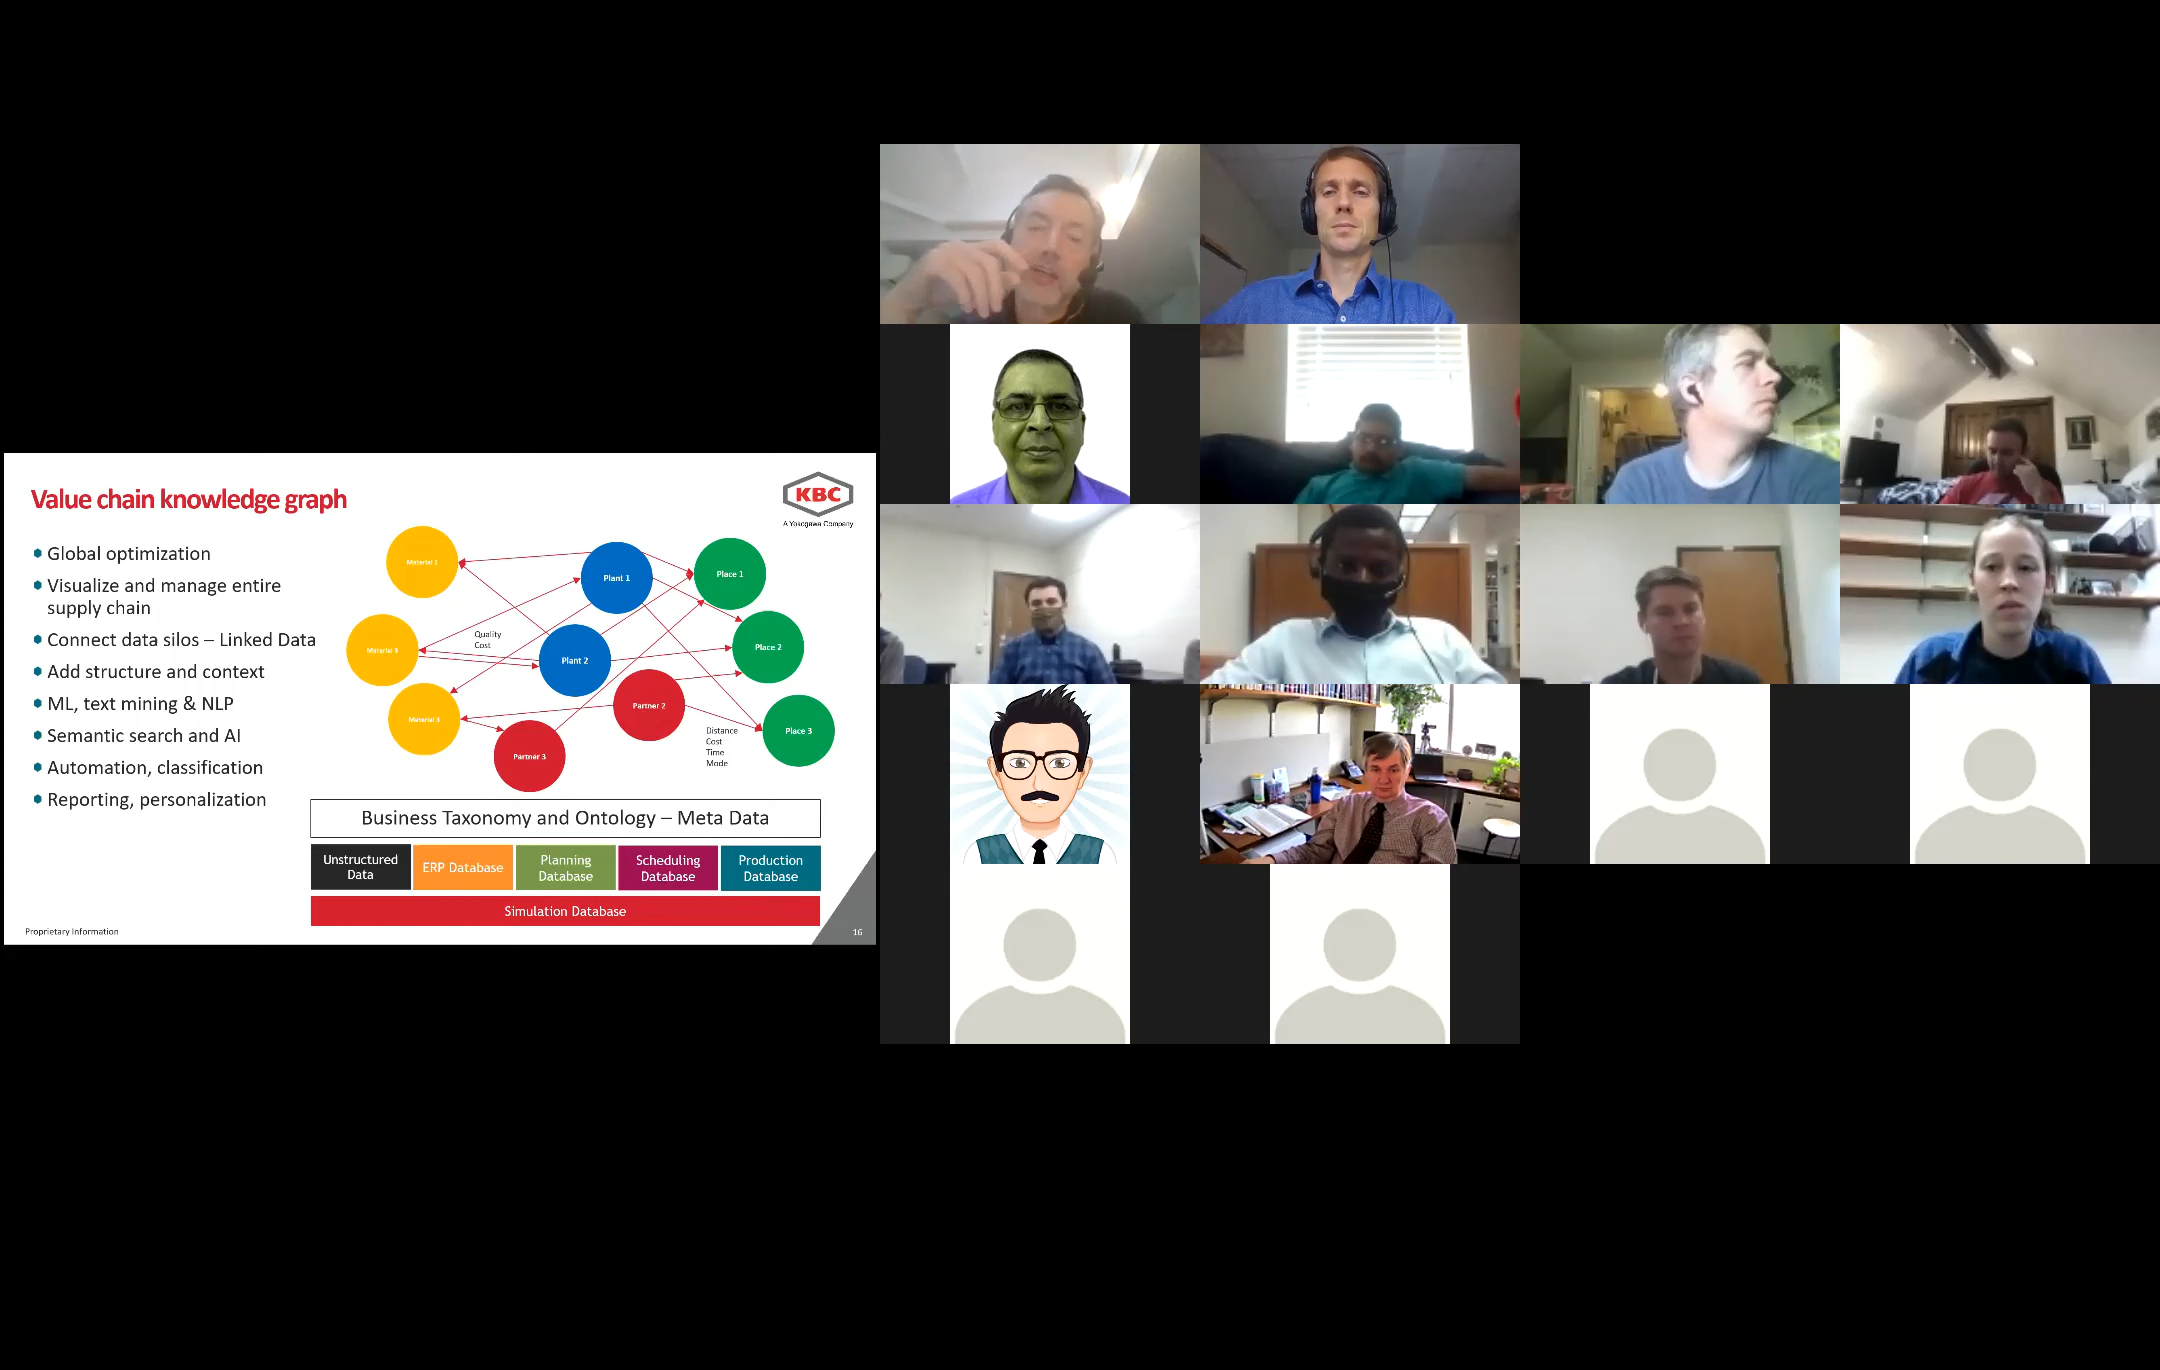 Value chain knowledge graph
KBC
A Yokogawa Company
Global optimization
Visualize and manage entire
supply chain
Connect data silos – Linked Data
Add structure and context
ML, text mining & NLP
Semantic search and AI
Automation, classification
Reporting, personalization
Material 1
Plant 1
Place 1
Quality
Cost
Material
Plant 2
Place 2
Material 3
Partner 2
Partner 3
Place 3
Distance
Cost
Time
Mode
Business Taxonomy and Ontology – Meta Data
Unstructured
Data
ERP Database
Planning
Database
Scheduling
Database
Production
Database
Simulation Database
Proprietary Information
16